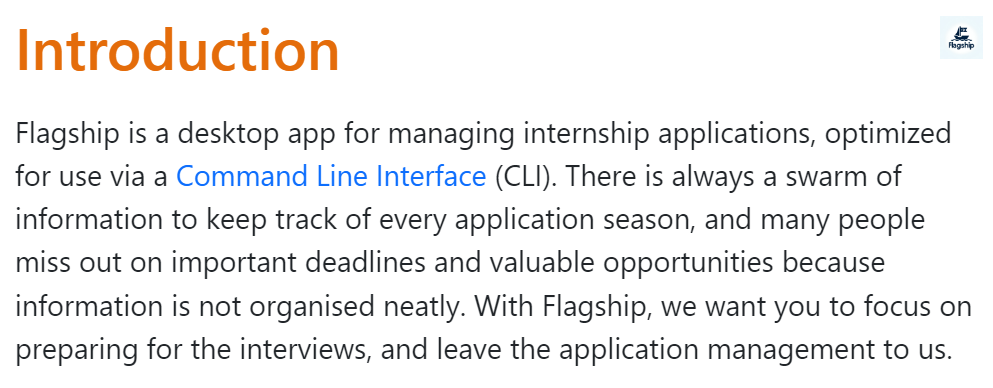 Introduction
Flagship
Flagship is a desktop app for managing internship applications, optimized
for use via a Command Line Interface (CLI). There is always a swarm of
information to keep track of every application season, and many people
miss out on important deadlines and valuable opportunities because
information is not organised neatly. With Flagship, we want you to focus on
preparing for the interviews, and leave the application management to us.